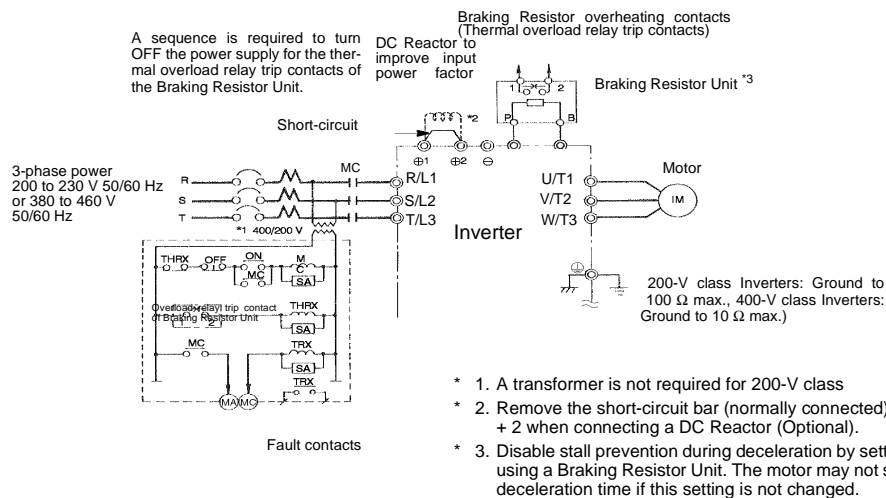 Braking Resistor overheating contacts
(Thermal overload relay trip contacts)
A sequence is required to turn
OFF the power supply for the ther-
mal overload relay trip contacts of
the Braking Resistor Unit.
DC Reactor to
improve input
power factor
1 2
Braking Resistor Unit *3
P B
*2
Short-circuit
⊕1 ⊕2 ⊖
3-phase power
200 to 230 V 50/60 Hz
or 380 to 460 V
50/60 Hz
R
S
T
MC
R/L1
S/L2
T/L3
U/T1
V/T2
W/T3
Motor
IM
Inverter
*1 400/200 V
THRX OFF ON
MC
M
C
SA
Overload relay trip contact
of Braking Resistor Unit
1 2
THRX
SA
MC
TRX
SA
TRX
MA MC
Fault contacts
200-V class Inverters: Ground to
100 Ω max., 400-V class Inverters:
Ground to 10 Ω max.)
* 1. A transformer is not required for 200-V class
* 2. Remove the short-circuit bar (normally connected)
+ 2 when connecting a DC Reactor (Optional).
* 3. Disable stall prevention during deceleration by sett
using a Braking Resistor Unit. The motor may not s
deceleration time if this setting is not changed.